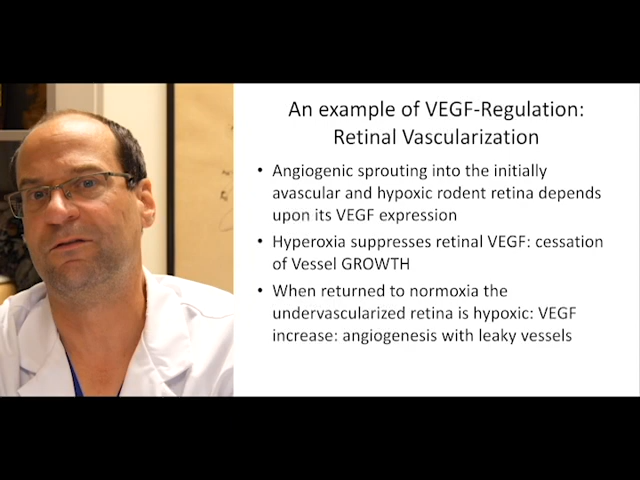 An example of VEGF-Regulation:
Retinal Vascularization
• Angiogenic sprouting into the initially
avascular and hypoxic rodent retina depends
upon its VEGF expression
• Hyperoxia suppresses retinal VEGF: cessation
of Vessel GROWTH
• When returned to normoxia the
undervascularized retina is hypoxic: VEGF
increase: angiogenesis with leaky vessels